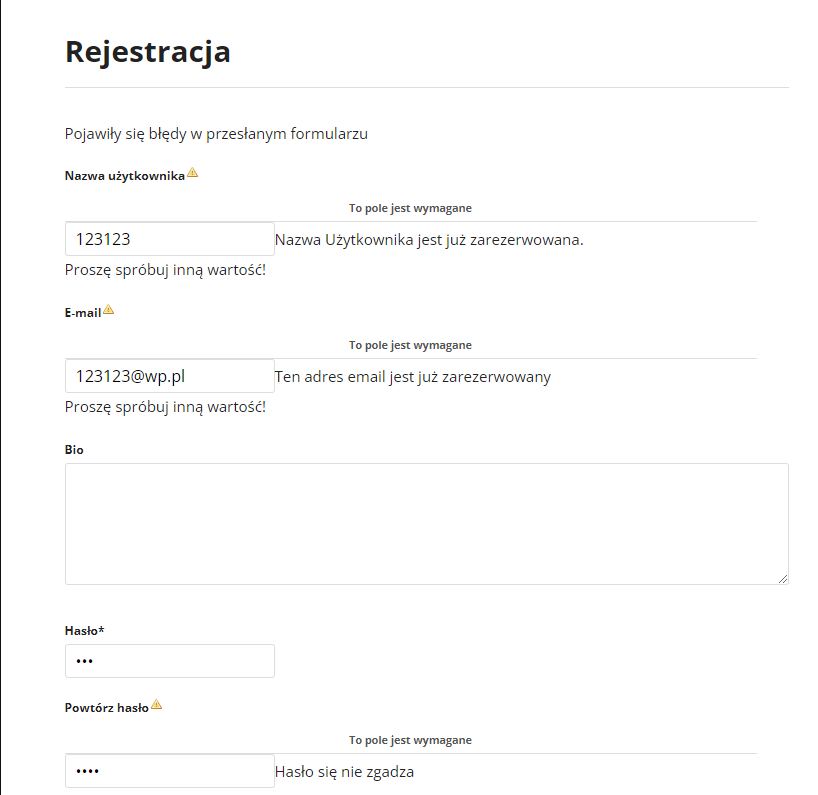 Rejestracja
Pojawiły się błędy w przesłanym formularzu
Nazwa użytkownika
To pole jest wymagane
123123 Nazwa Użytkownika jest już zarezerwowana.
Proszę spróbuj inną wartość!
E-mail
To pole jest wymagane
123123@wp.pl Ten adres email jest już zarezerwowany
Proszę spróbuj inną wartość!
Bio
Hasło*
•••
Powtórz hasło
To pole jest wymagane
•••• Hasło się nie zgadza